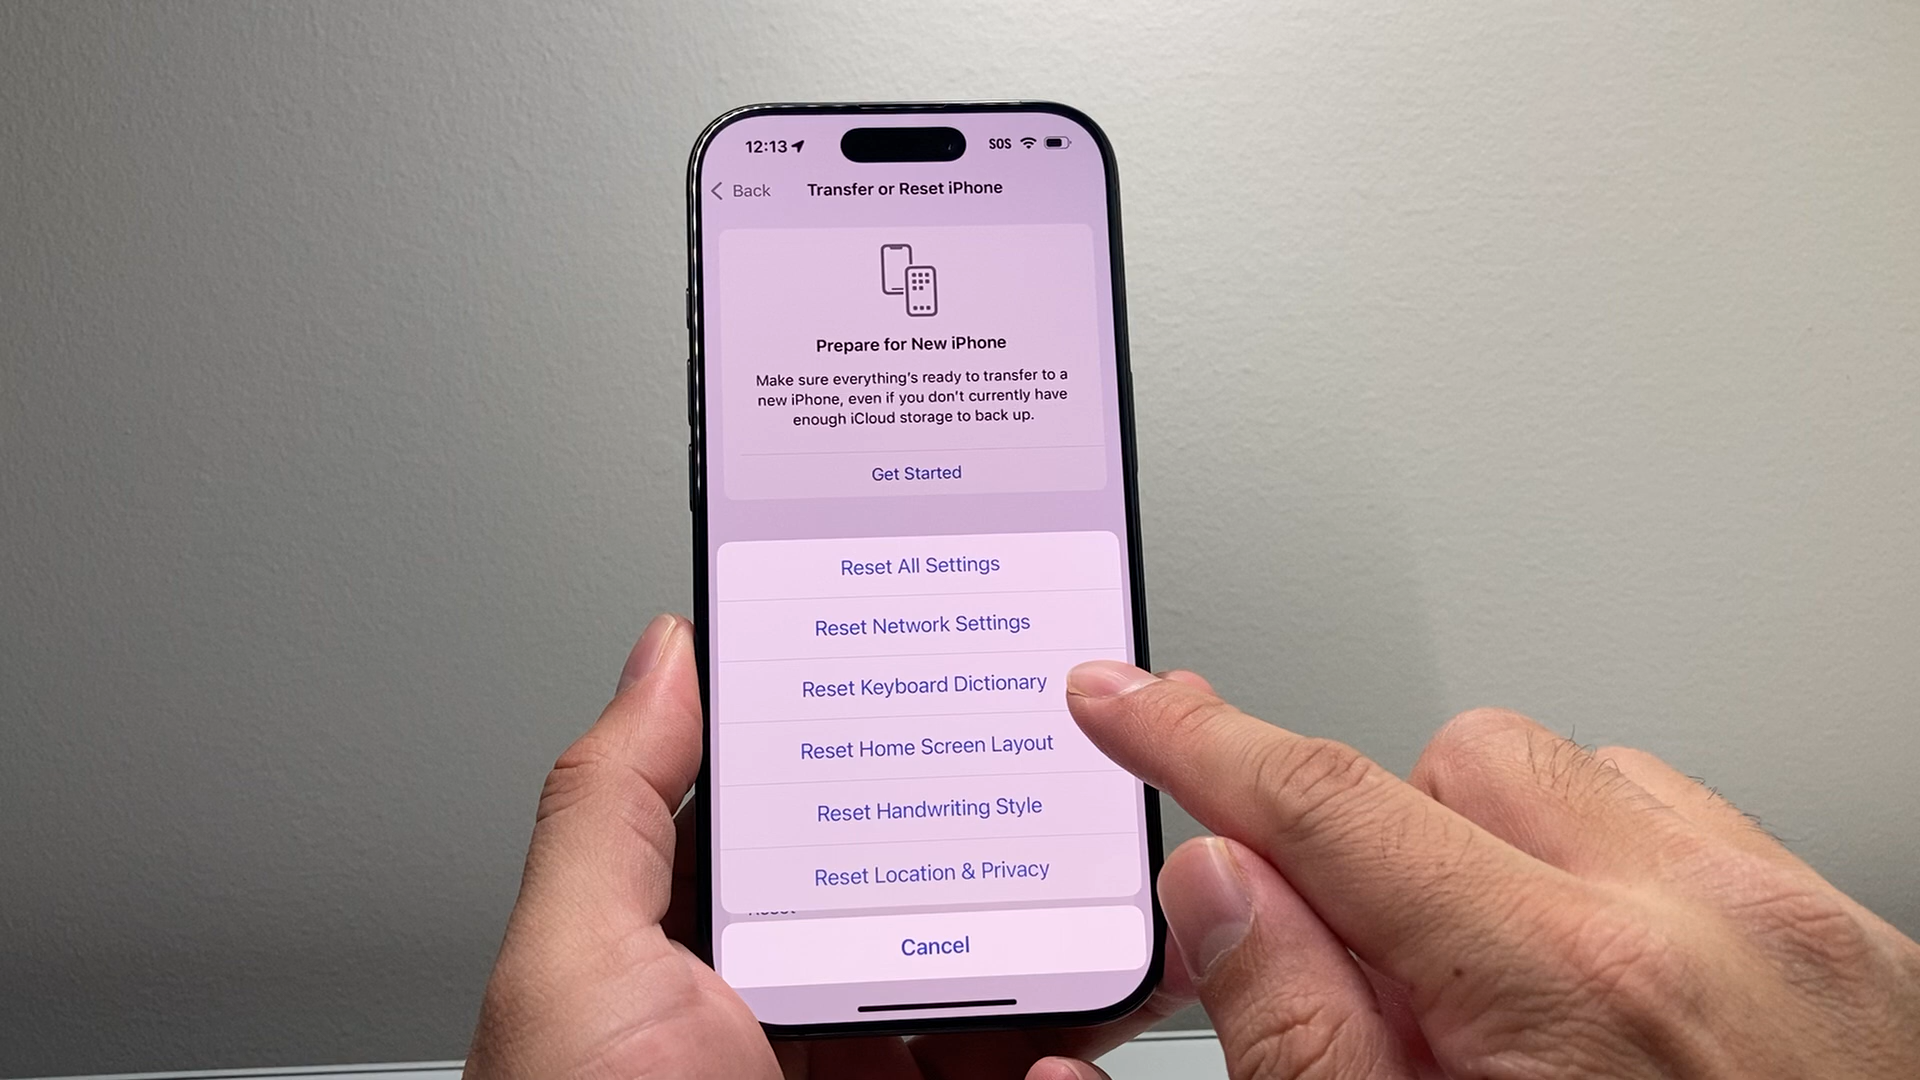 12:13
SOS
Back
Transfer or Reset iPhone
Prepare for New iPhone
Make sure everything's ready to transfer to a
new iPhone, even if you don't currently have
enough iCloud storage to back up.
Get Started
Reset All Settings
Reset Network Settings
Reset Keyboard Dictionary
Reset Home Screen Layout
Reset Handwriting Style
Reset Location & Privacy
Cancel